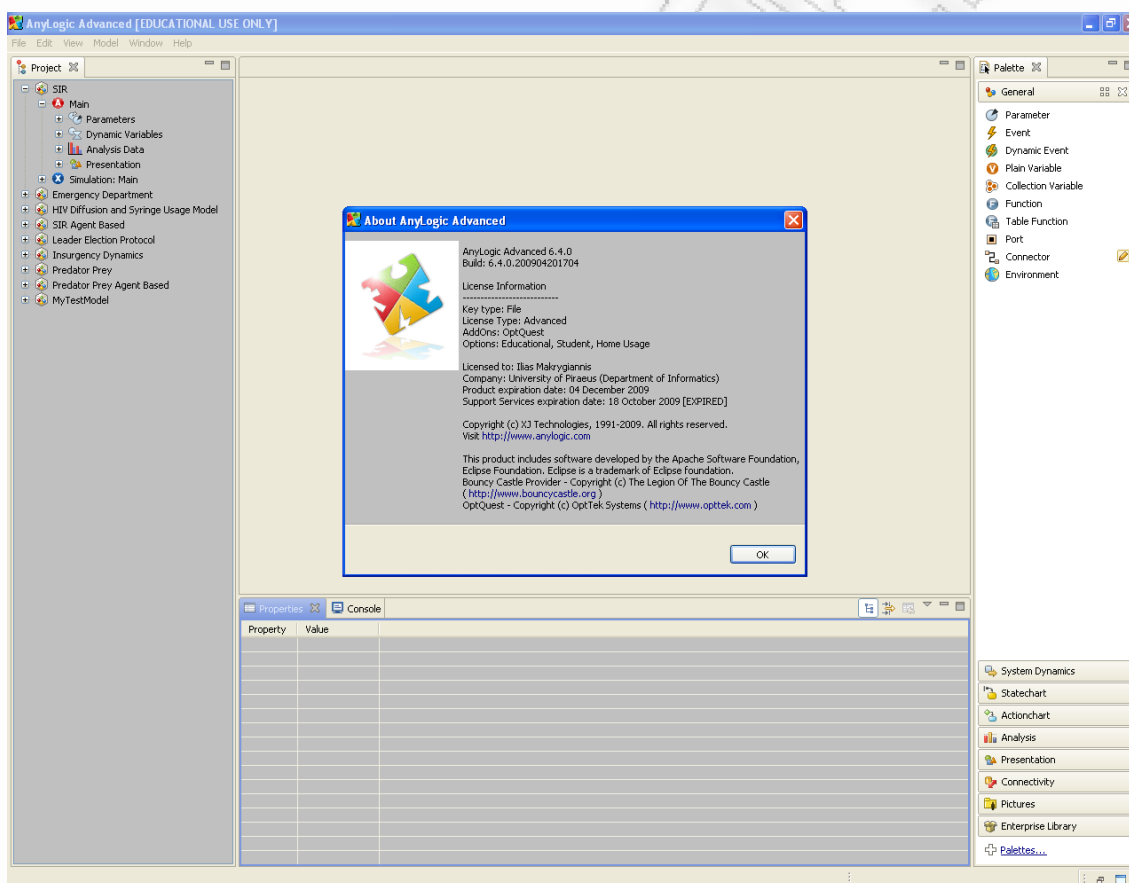 AnyLogic Advanced [EDUCATIONAL USE ONLY]
File Edit View Model Window Help
Project
SIR
Main
Parameters
Dynamic Variables
Analysis Data
Presentation
Simulation: Main
Emergency Department
HIV Diffusion and Syringe Usage Model
SIR Agent Based
Leader Election Protocol
Insurgency Dynamics
Predator Prey
Predator Prey Agent Based
MyTestModel
About AnyLogic Advanced
AnyLogic Advanced 6.4.0
Build: 6.4.0.200904201704
License Information
---------------------------
Key type: File
License Type: Advanced
AddOns: OptQuest
Options: Educational, Student, Home Usage
Licensed to: Ilias Makrygiannis
Company: University of Piraeus (Department of Informatics)
Product expiration date: 04 December 2009
Support Services expiration date: 18 October 2009 [EXPIRED]
Copyright (c) XJ Technologies, 1991-2009. All rights reserved.
Visit http://www.anylogic.com
This product includes software developed by the Apache Software Foundation,
Eclipse Foundation. Eclipse is a trademark of Eclipse foundation.
Bouncy Castle Provider - Copyright (c) The Legion Of The Bouncy Castle
( http://www.bouncycastle.org )
OptQuest - Copyright (c) OptTek Systems ( http://www.opttek.com )
OK
Properties Console
Property Value
Palette
General
Parameter
Event
Dynamic Event
Plain Variable
Collection Variable
Function
Table Function
Port
Connector
Environment
System Dynamics
Statechart
Actionchart
Analysis
Presentation
Connectivity
Pictures
Enterprise Library
Palettes...